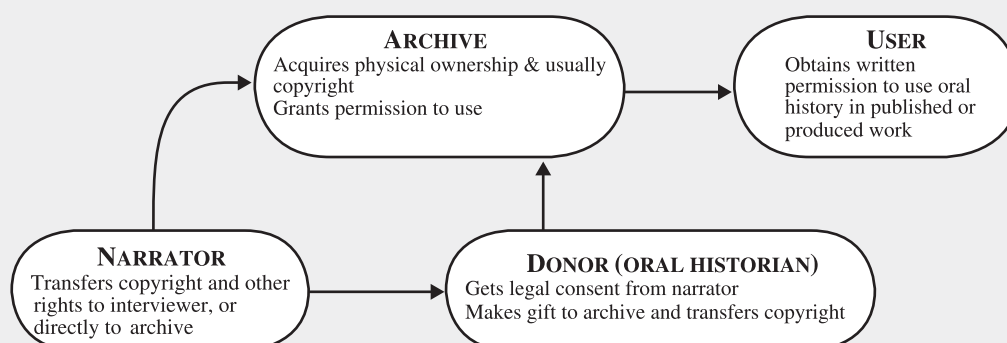 ARCHIVE
Acquires physical ownership & usually
copyright
Grants permission to use
USER
Obtains written
permission to use oral
history in published or
produced work
NARRATOR
Transfers copyright and other
rights to interviewer, or
directly to archive
DONOR (ORAL HISTORIAN)
Gets legal consent from narrator
Makes gift to archive and transfers copyright